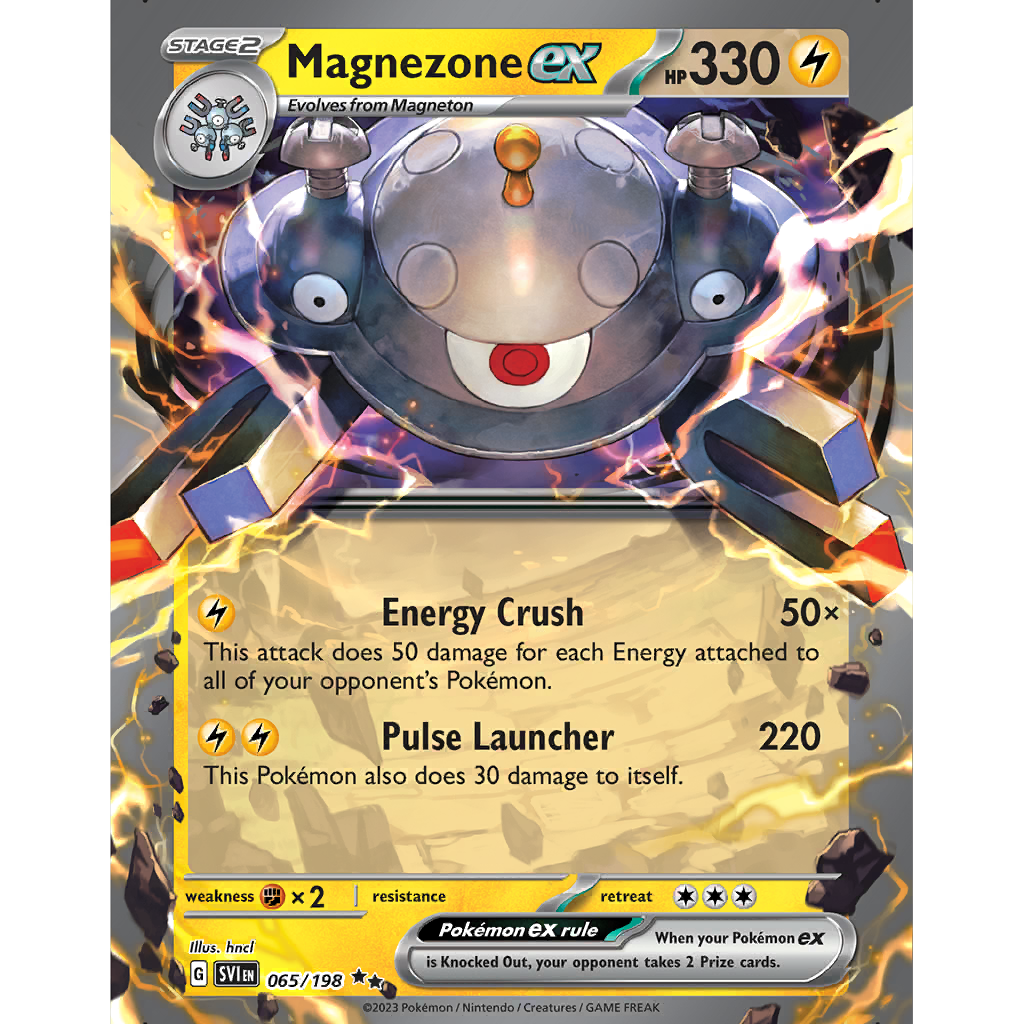 STAGE2
Magnezone ex HP 330
Evolves from Magneton
Energy Crush 50×
This attack does 50 damage for each Energy attached to
all of your opponent's Pokémon.
Pulse Launcher 220
This Pokémon also does 30 damage to itself.
weakness ×2 resistance retreat
Pokémon ex rule When your Pokémon ex
is Knocked Out, your opponent takes 2 Prize cards.
Illus. hncl
G SVI EN 065/198
©2023 Pokémon / Nintendo / Creatures / GAME FREAK